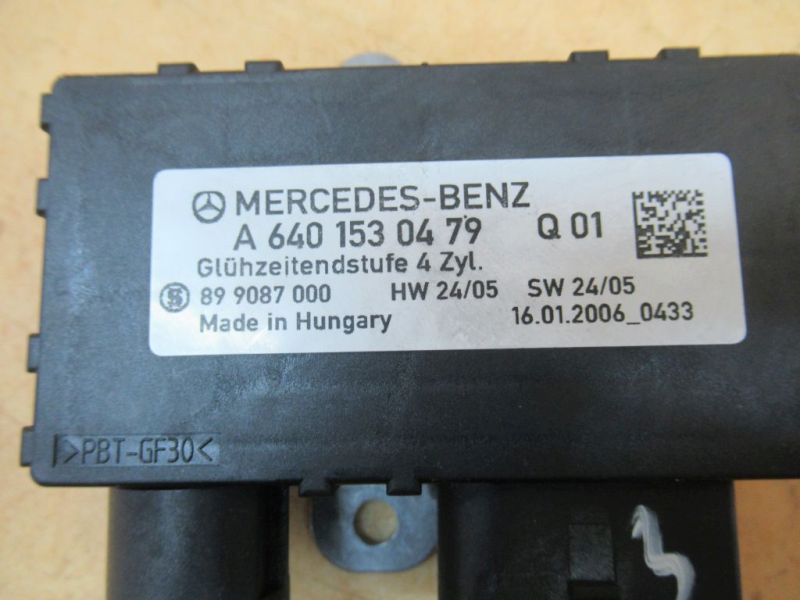 MERCEDES-BENZ
A 640 153 04 79 Q 01
Glühzeitendstufe 4 Zyl.
89 9087 000 HW 24/05 SW 24/05
Made in Hungary 16.01.2006_0433
>PBT-GF30<
3